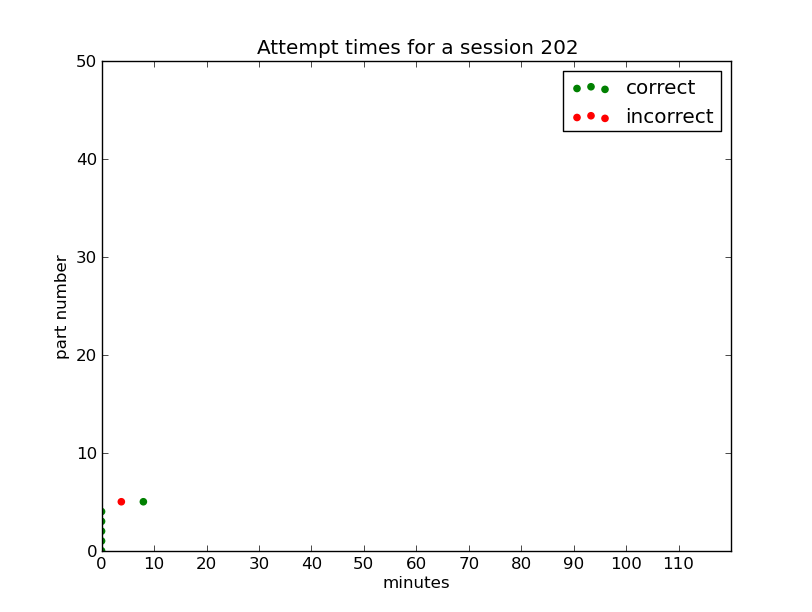 Attempt times for a session 202
correct
incorrect
50
40
30
20
10
0
part number
0 10 20 30 40 50 60 70 80 90 100 110
minutes